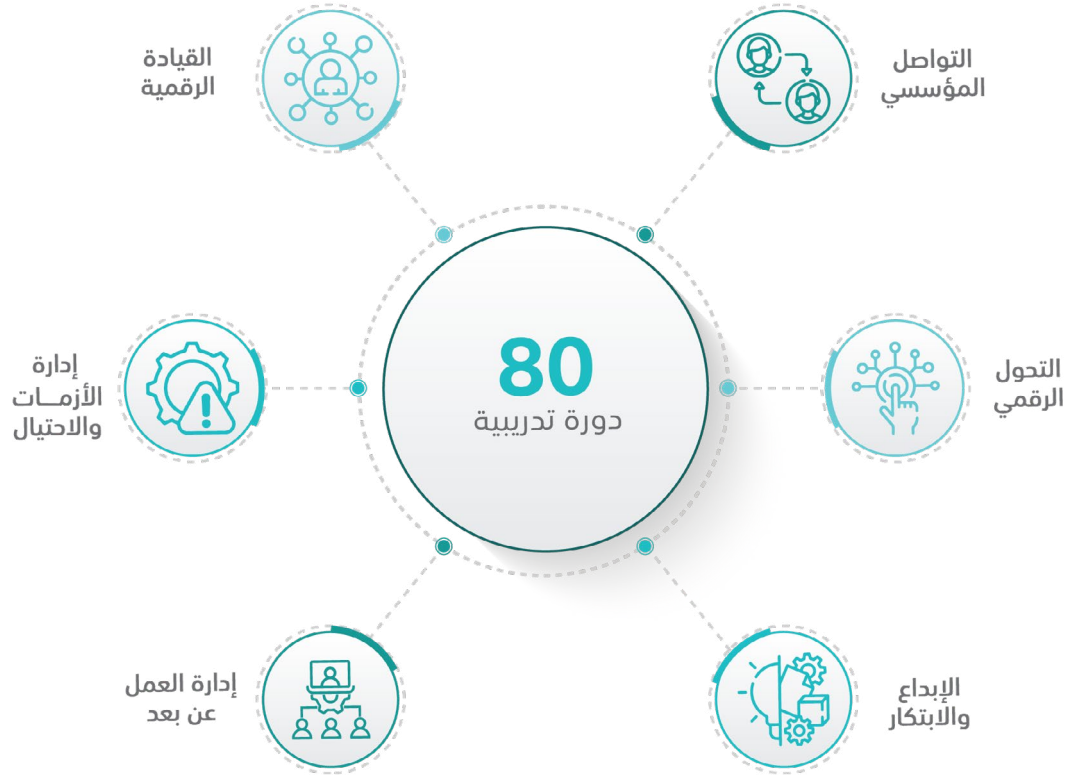 التواصل
المؤسسي
القيادة
الرقمية
التحول
الرقمي
80
دورة تدريبية
إدارة
الأزمــات
والاحتيال
الإبداع
والابتكار
إدارة العمل
عن بعد